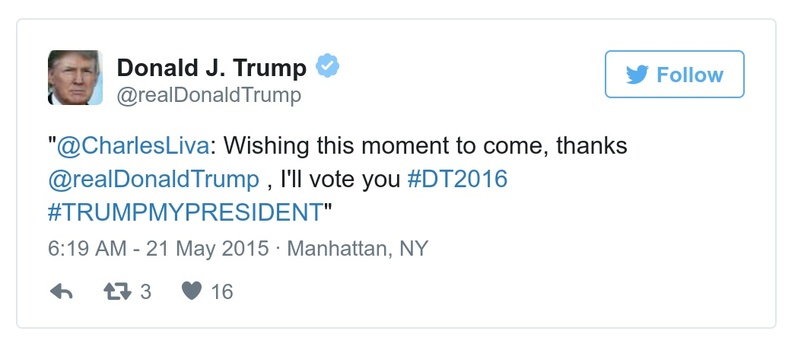 Donald J. Trump
@realDonaldTrump
Follow
"@CharlesLiva: Wishing this moment to come, thanks
@realDonaldTrump , I'll vote you #DT2016
#TRUMPMYPRESIDENT"
6:19 AM - 21 May 2015 · Manhattan, NY
3
16